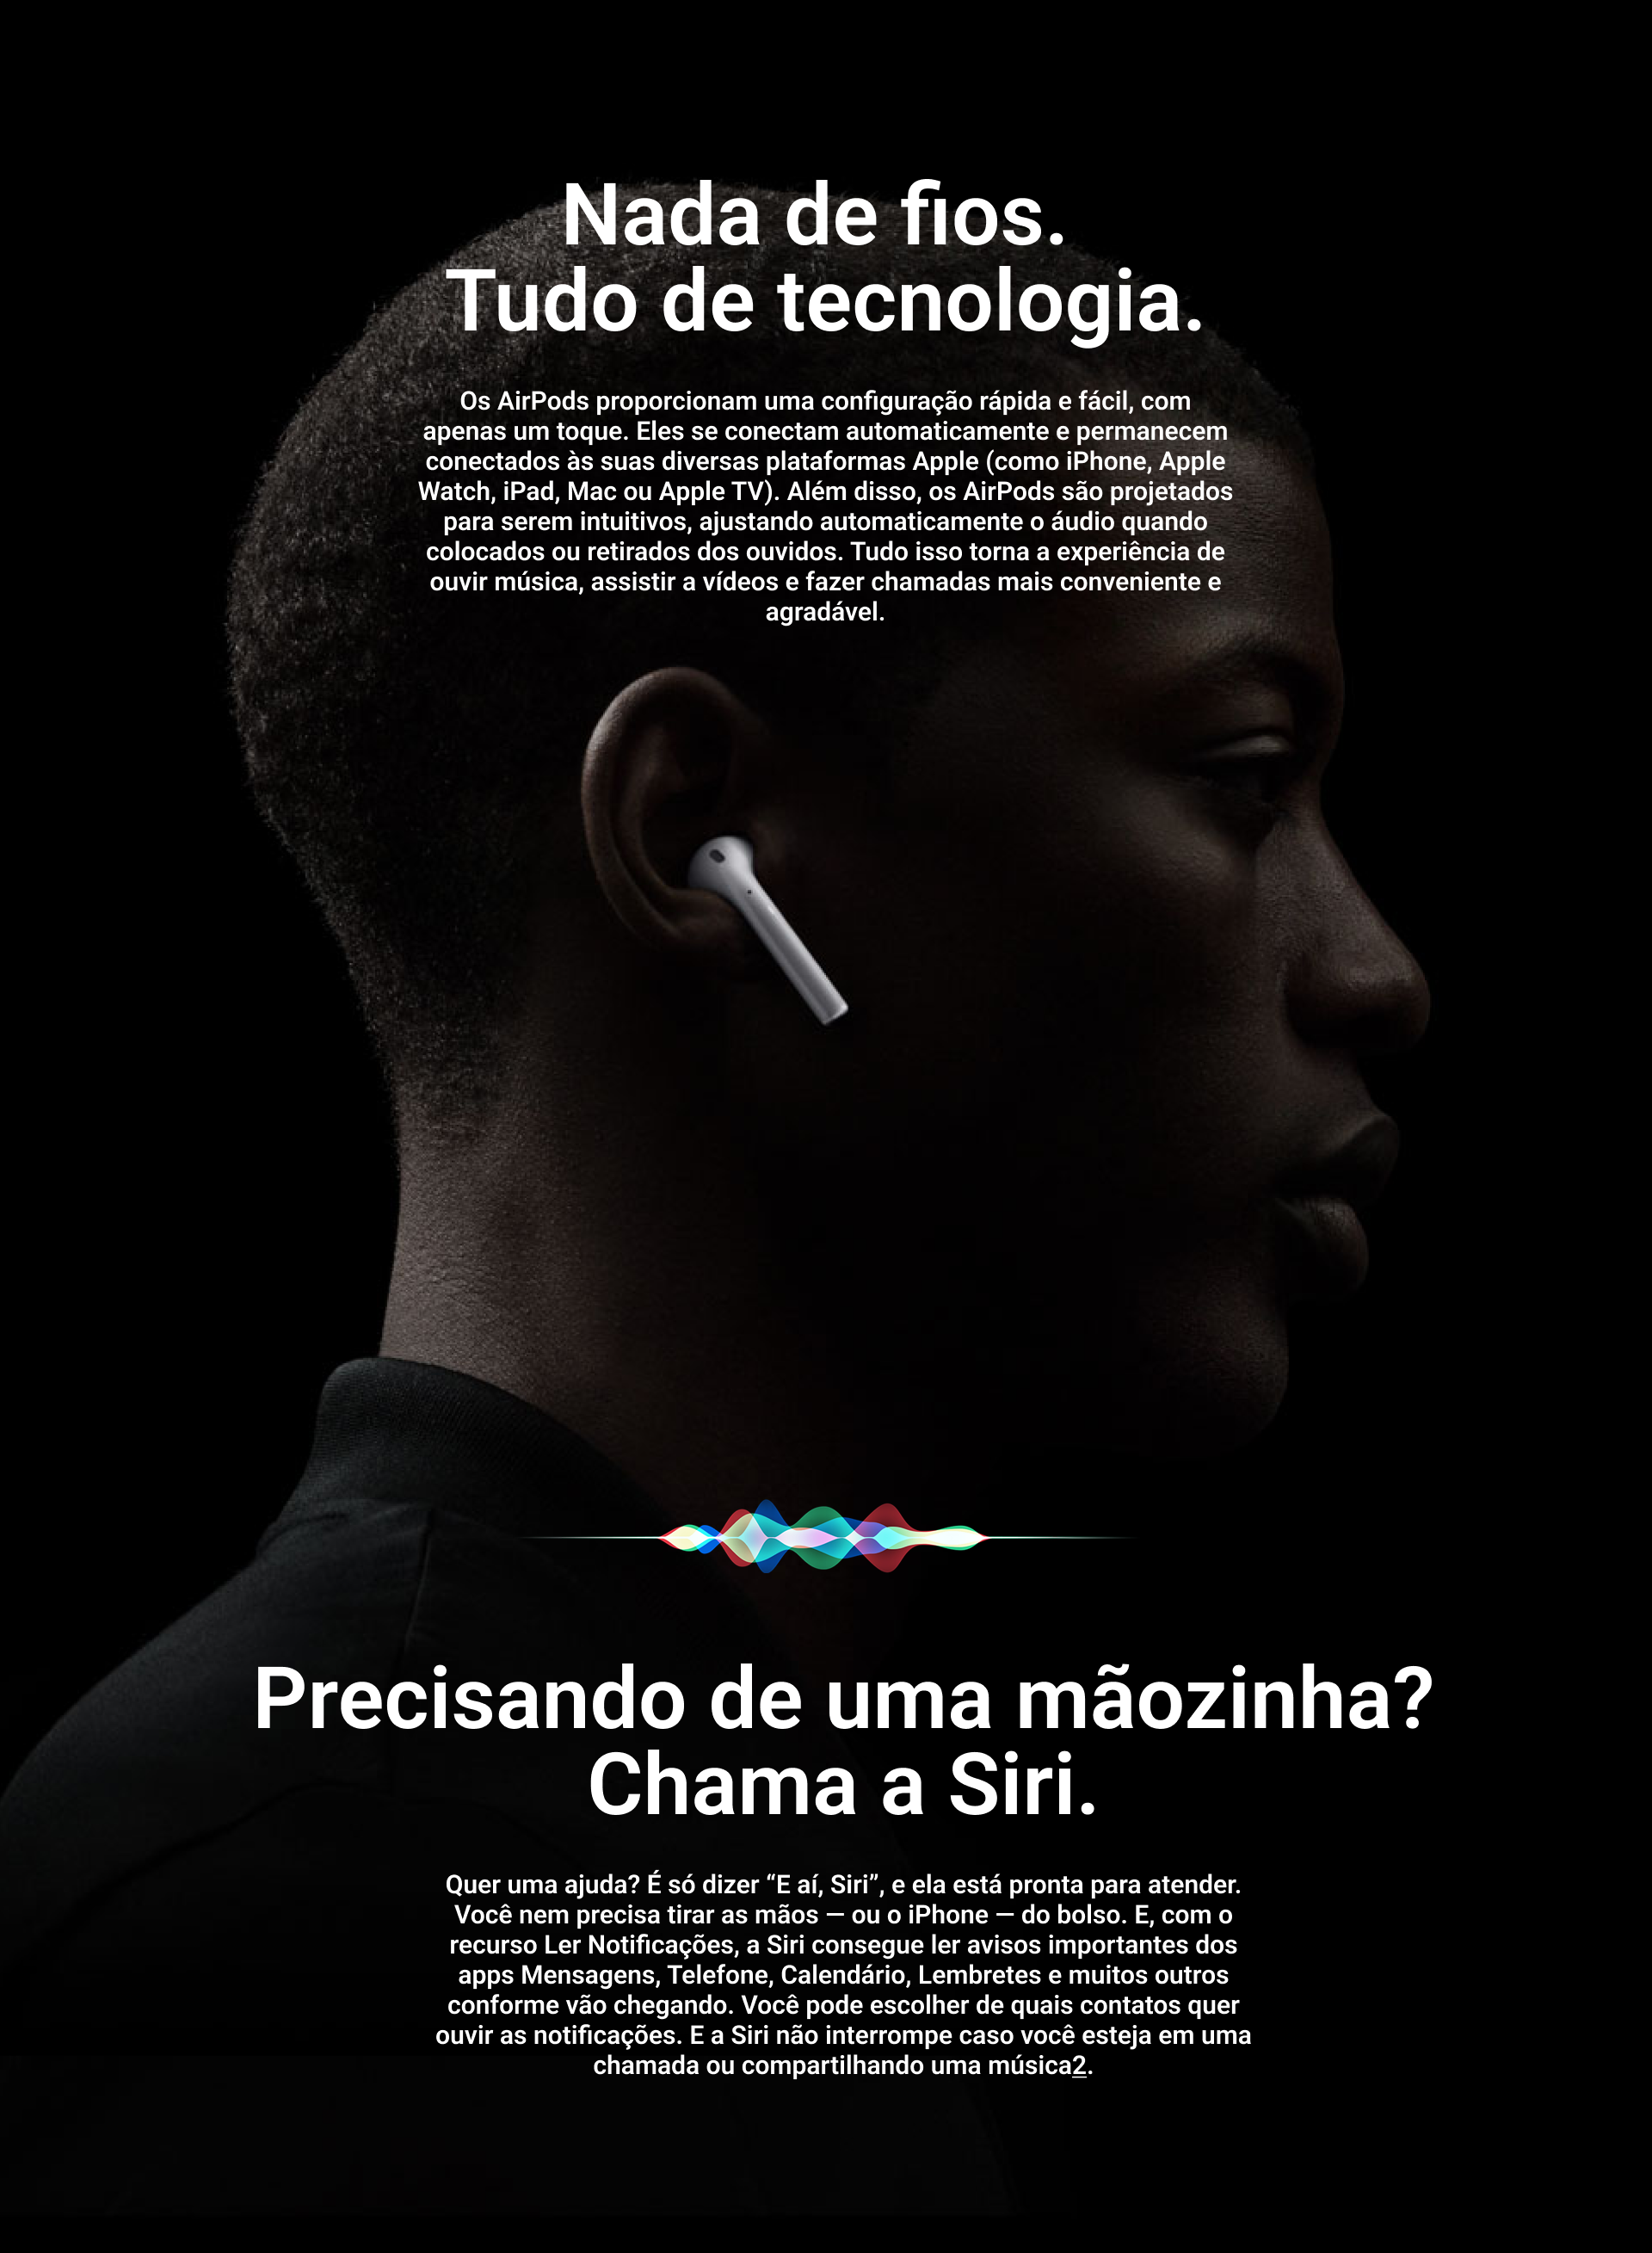 Nada de fios.
Tudo de tecnologia.
Os AirPods proporcionam uma configuração rápida e fácil, com
apenas um toque. Eles se conectam automaticamente e permanecem
conectados às suas diversas plataformas Apple (como iPhone, Apple
Watch, iPad, Mac ou Apple TV). Além disso, os AirPods são projetados
para serem intuitivos, ajustando automaticamente o áudio quando
colocados ou retirados dos ouvidos. Tudo isso torna a experiência de
ouvir música, assistir a vídeos e fazer chamadas mais conveniente e
agradável.
Precisando de uma mãozinha?
Chama a Siri.
Quer uma ajuda? É só dizer “E aí, Siri”, e ela está pronta para atender.
Você nem precisa tirar as mãos — ou o iPhone — do bolso. E, com o
recurso Ler Notificações, a Siri consegue ler avisos importantes dos
apps Mensagens, Telefone, Calendário, Lembretes e muitos outros
conforme vão chegando. Você pode escolher de quais contatos quer
ouvir as notificações. E a Siri não interrompe caso você esteja em uma
chamada ou compartilhando uma música2.